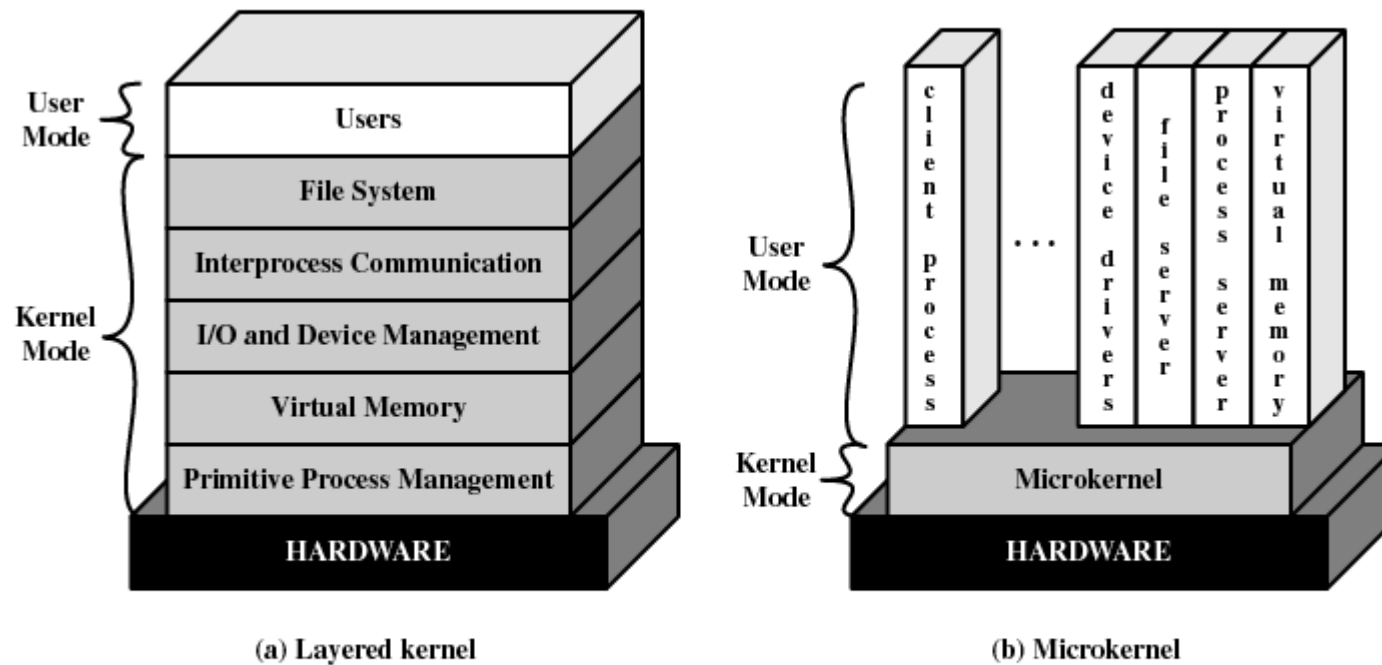 User
Mode
Users
File System
Interprocess Communication
Kernel
Mode
I/O and Device Management
Virtual Memory
Primitive Process Management
HARDWARE
(a) Layered kernel
User
Mode
client process
...
device drivers
file server
process server
virtual memory
Kernel
Mode
Microkernel
HARDWARE
(b) Microkernel